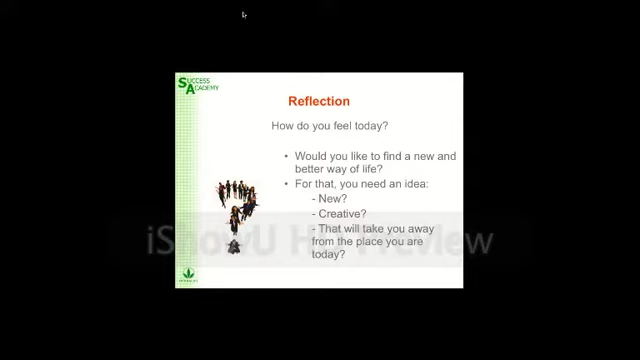 SUCCESS
ACADEMY
Reflection
How do you feel today?
• Would you like to find a new and
better way of life?
• For that, you need an idea:
- New?
- Creative?
- That will take you away
from the place you are
today?
iShowU HD Preview